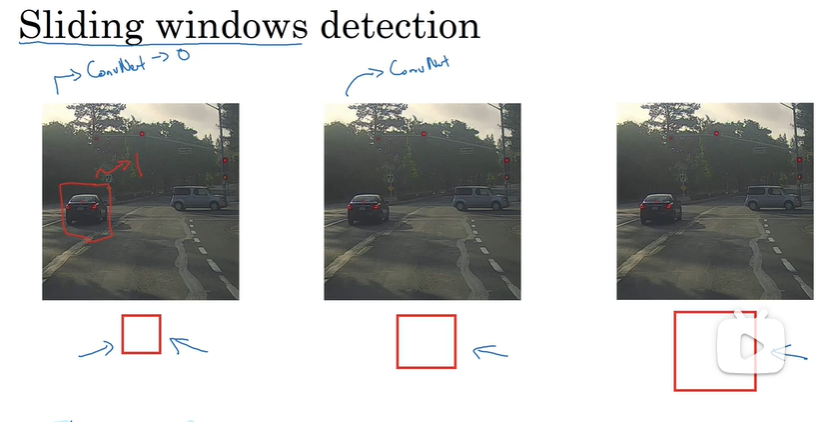 Sliding windows detection
→ ConvNet → 0
→ ConvNet
→ 1